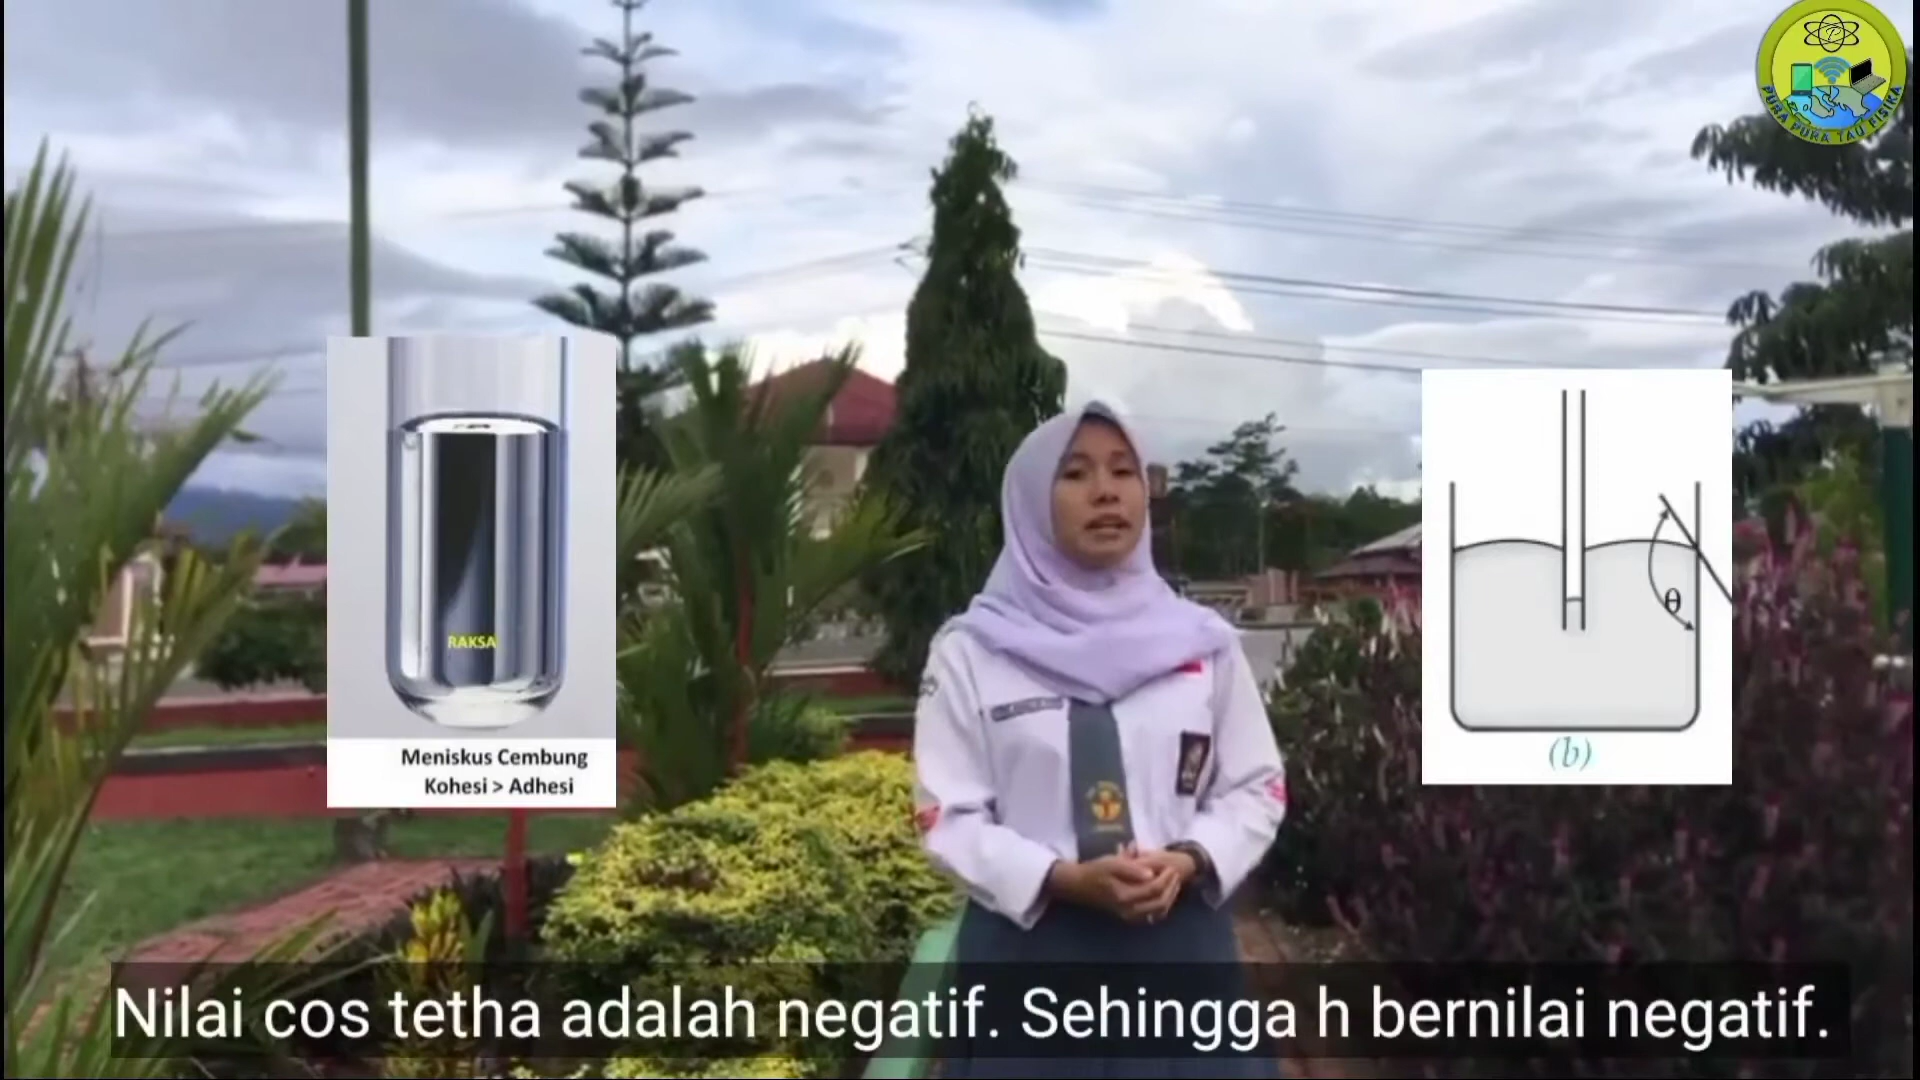 PURA PURA TAU FISIKA
RAKSA
Meniskus Cembung
Kohesi > Adhesi
θ
(b)
Nilai cos tetha adalah negatif. Sehingga h bernilai negatif.